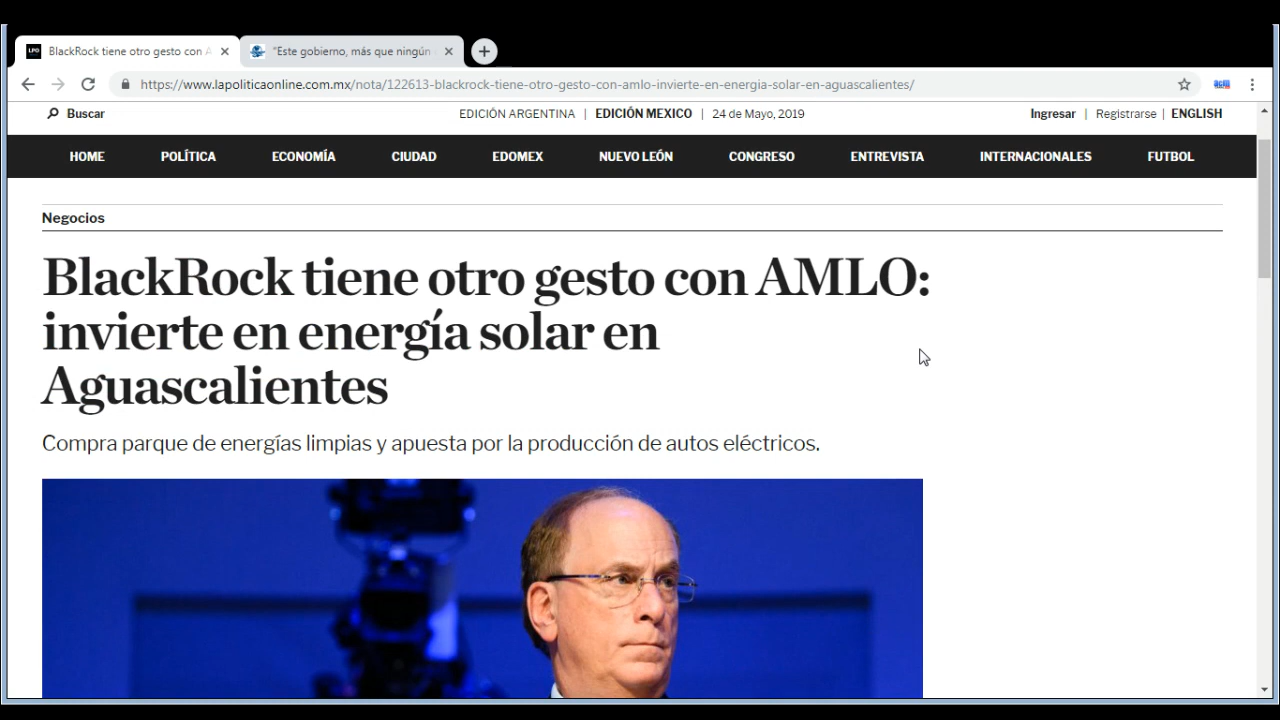 LPO BlackRock tiene otro gesto con A
"Este gobierno, más que ningún
https://www.lapoliticaonline.com.mx/nota/122613-blackrock-tiene-otro-gesto-con-amlo-invierte-en-energia-solar-en-aguascalientes/
Buscar EDICIÓN ARGENTINA | EDICIÓN MEXICO | 24 de Mayo, 2019 Ingresar | Registrarse | ENGLISH
HOME POLÍTICA ECONOMÍA CIUDAD EDOMEX NUEVO LEÓN CONGRESO ENTREVISTA INTERNACIONALES FUTBOL
Negocios
BlackRock tiene otro gesto con AMLO:
invierte en energía solar en
Aguascalientes
Compra parque de energías limpias y apuesta por la producción de autos eléctricos.